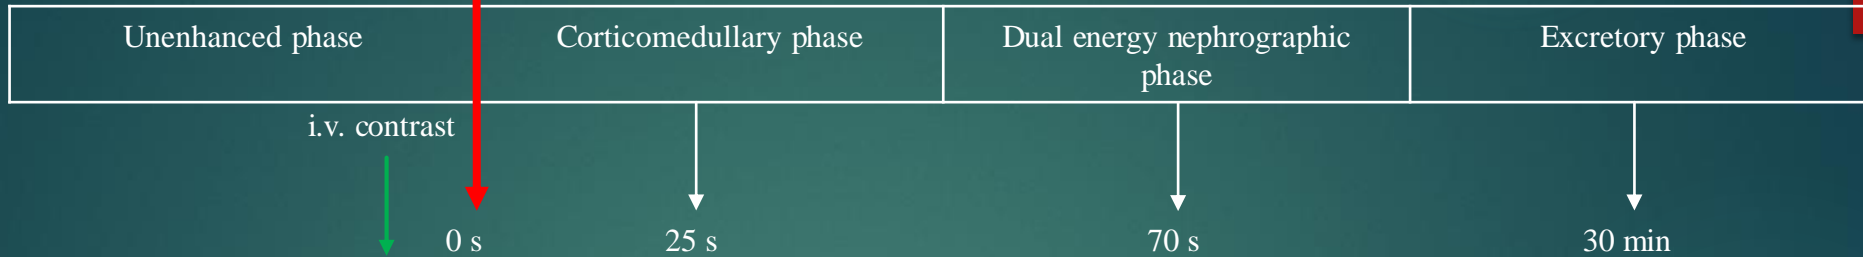 Unenhanced phase
Corticomedullary phase
Dual energy nephrographic
phase
Excretory phase
i.v. contrast
0 s
25 s
70 s
30 min